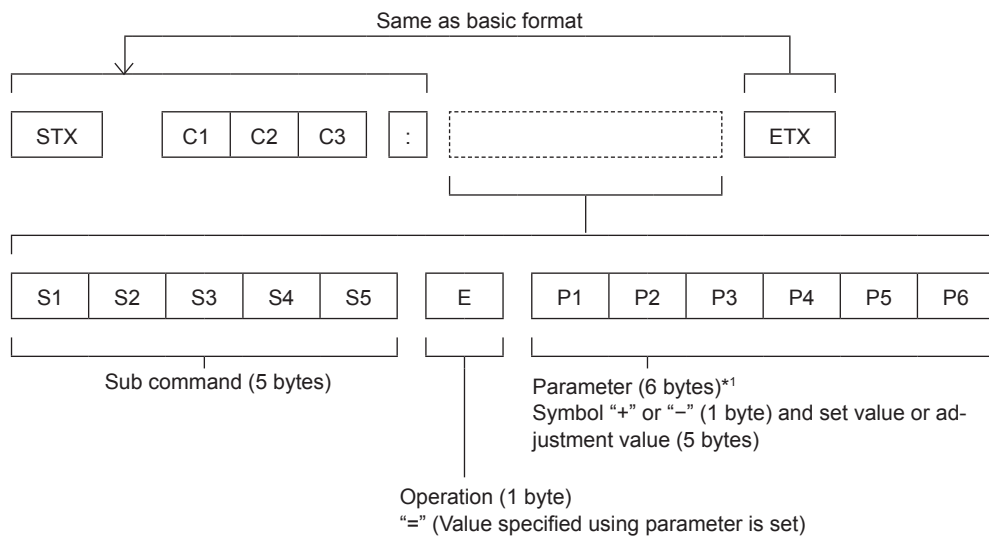 Same as basic format
STX C1 C2 C3 : ETX
S1 S2 S3 S4 S5 E P1 P2 P3 P4 P5 P6
Sub command (5 bytes)
Parameter (6 bytes)*1
Symbol “+” or “−” (1 byte) and set value or ad-
justment value (5 bytes)
Operation (1 byte)
“=” (Value specified using parameter is set)